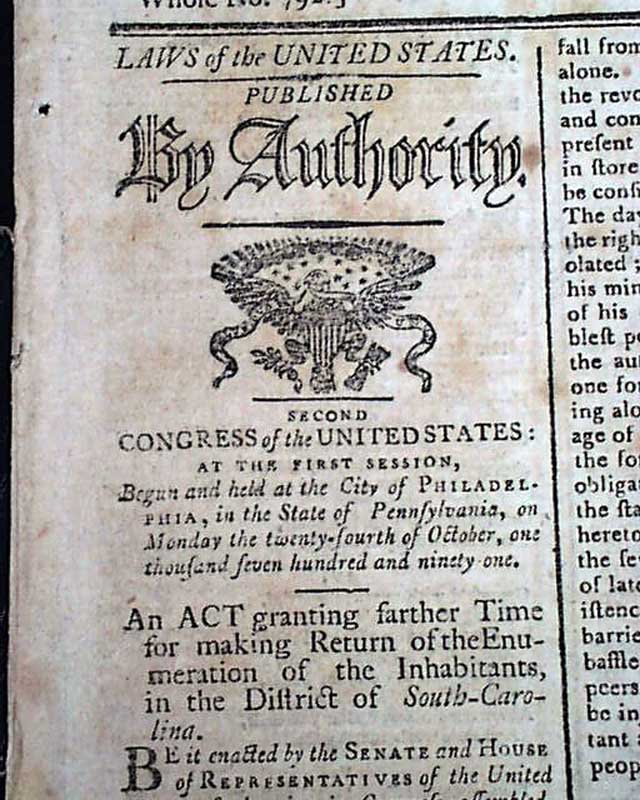 Whole No.
LAWS of the UNITED STATES.
PUBLISHED
By Authority.
SECOND
CONGRESS of the UNITED STATES:
AT THE FIRST SESSION,
Begun and held at the City of PHILADEL-
PHIA, in the State of Pennſylvania, on
Monday the twenty-fourth of October, one
thouſand ſeven hundred and ninety-one.
An ACT granting farther Time
for making Return of the Enu-
meration of the Inhabitants,
in the Diſtrict of South-Caro-
lina.
BE it enacted by the SENATE and HOUSE
of REPRESENTATIVES of the United
fall from
alone.
the revo
and con
preſent
in ſtore
be conſ
The day
the righ
olated ;
his min
of his
bleſt p
the au
one fo
ing alo
age of
the fo
obligat
the ſta
hereto
the ſe
of late
iſtenc
barrie
baffle
peers
be in
tant
peop